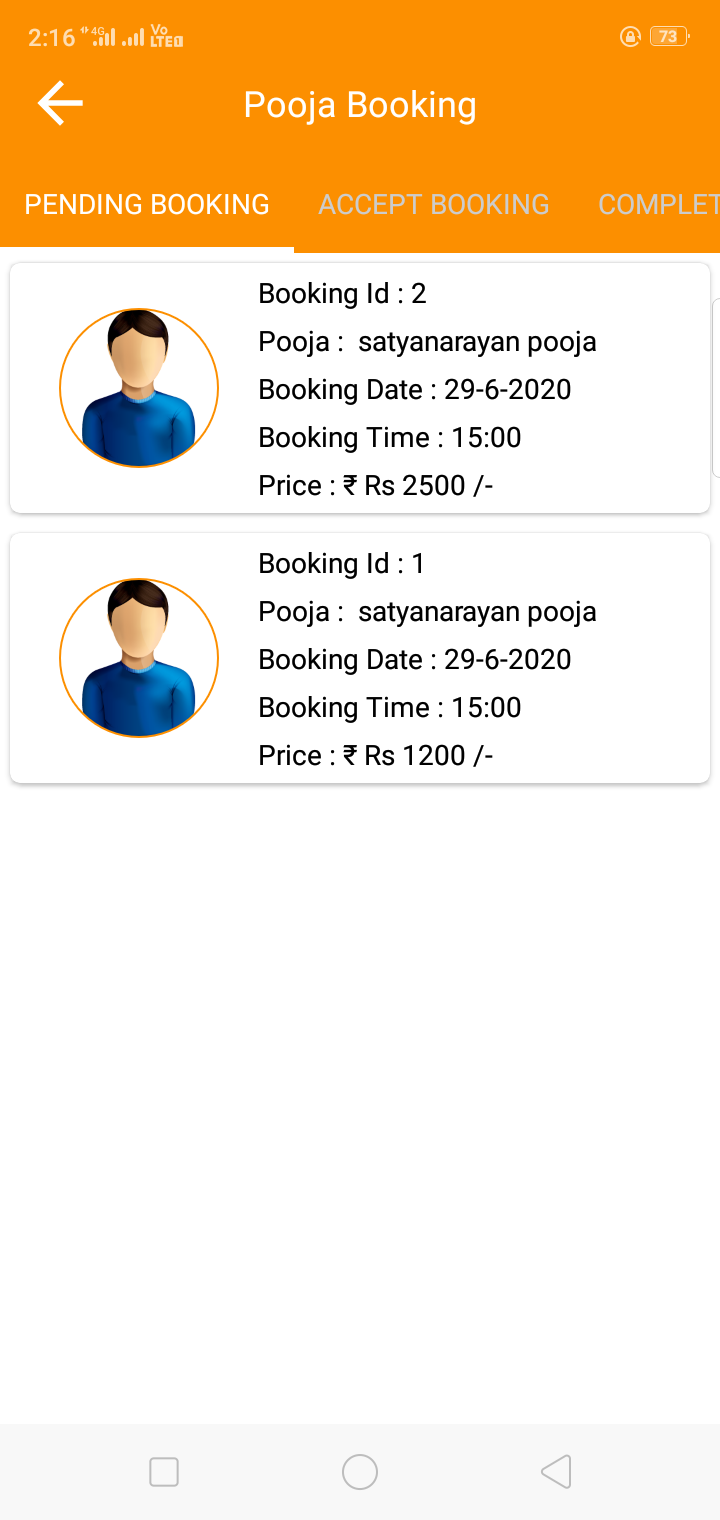 2:16 4G Vo LTE 73
Pooja Booking
PENDING BOOKING ACCEPT BOOKING COMPLET
Booking Id : 2
Pooja :  satyanarayan pooja
Booking Date : 29-6-2020
Booking Time : 15:00
Price : ₹ Rs 2500 /-
Booking Id : 1
Pooja :  satyanarayan pooja
Booking Date : 29-6-2020
Booking Time : 15:00
Price : ₹ Rs 1200 /-